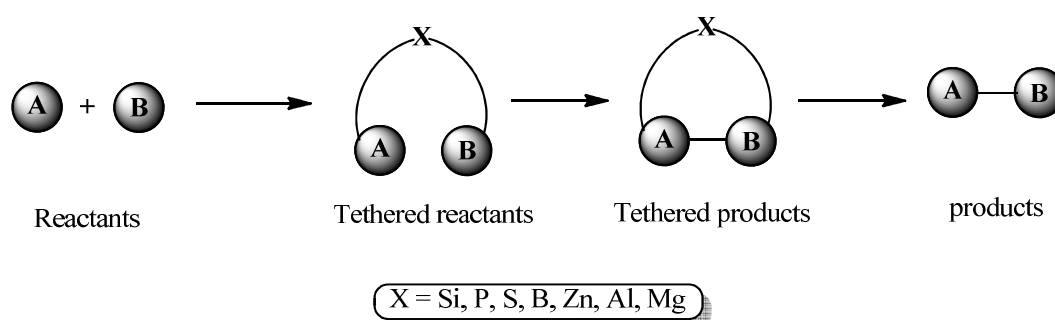 X
X
A + B
A B
A B
A B
Reactants
Tethered reactants
Tethered products
products
X = Si, P, S, B, Zn, Al, Mg